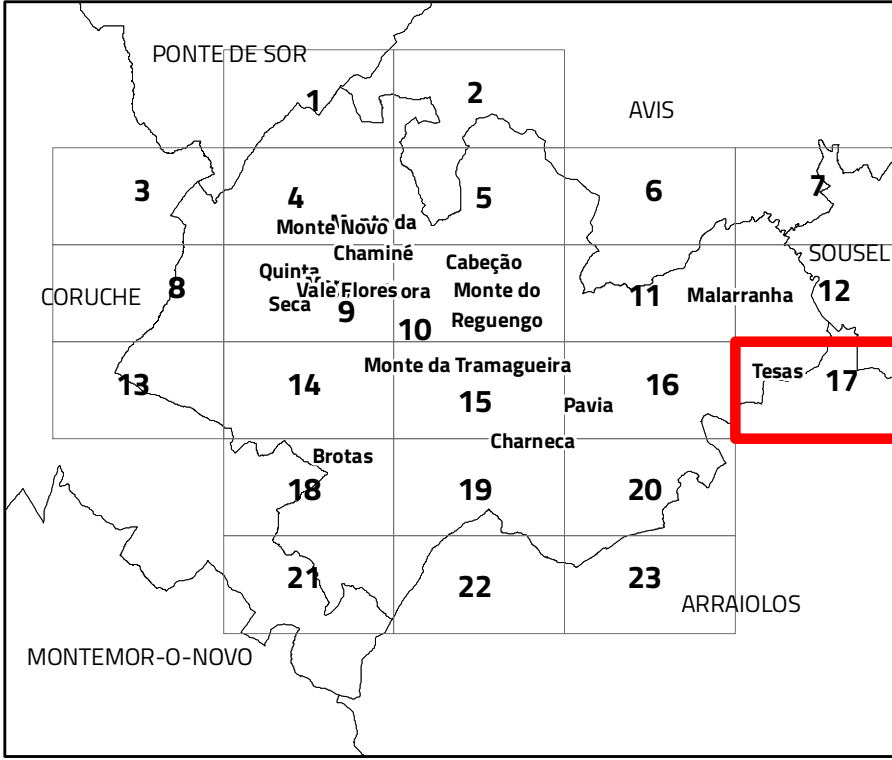 PONTE DE SOR
1
2
AVIS
3
4
5
6
7
Monte Novo
da
Chaminé
SOUSEL
Quinta
Seca
Cabeção
CORUCHE
8
Vale Flores
ora
9
Monte do
Reguengo
10
11
Malarranha
12
13
14
Monte da Tramagueira
15
Pavia
16
Tesas
17
Charneca
Brotas
18
19
20
21
22
23
ARRAIOLOS
MONTEMOR-O-NOVO